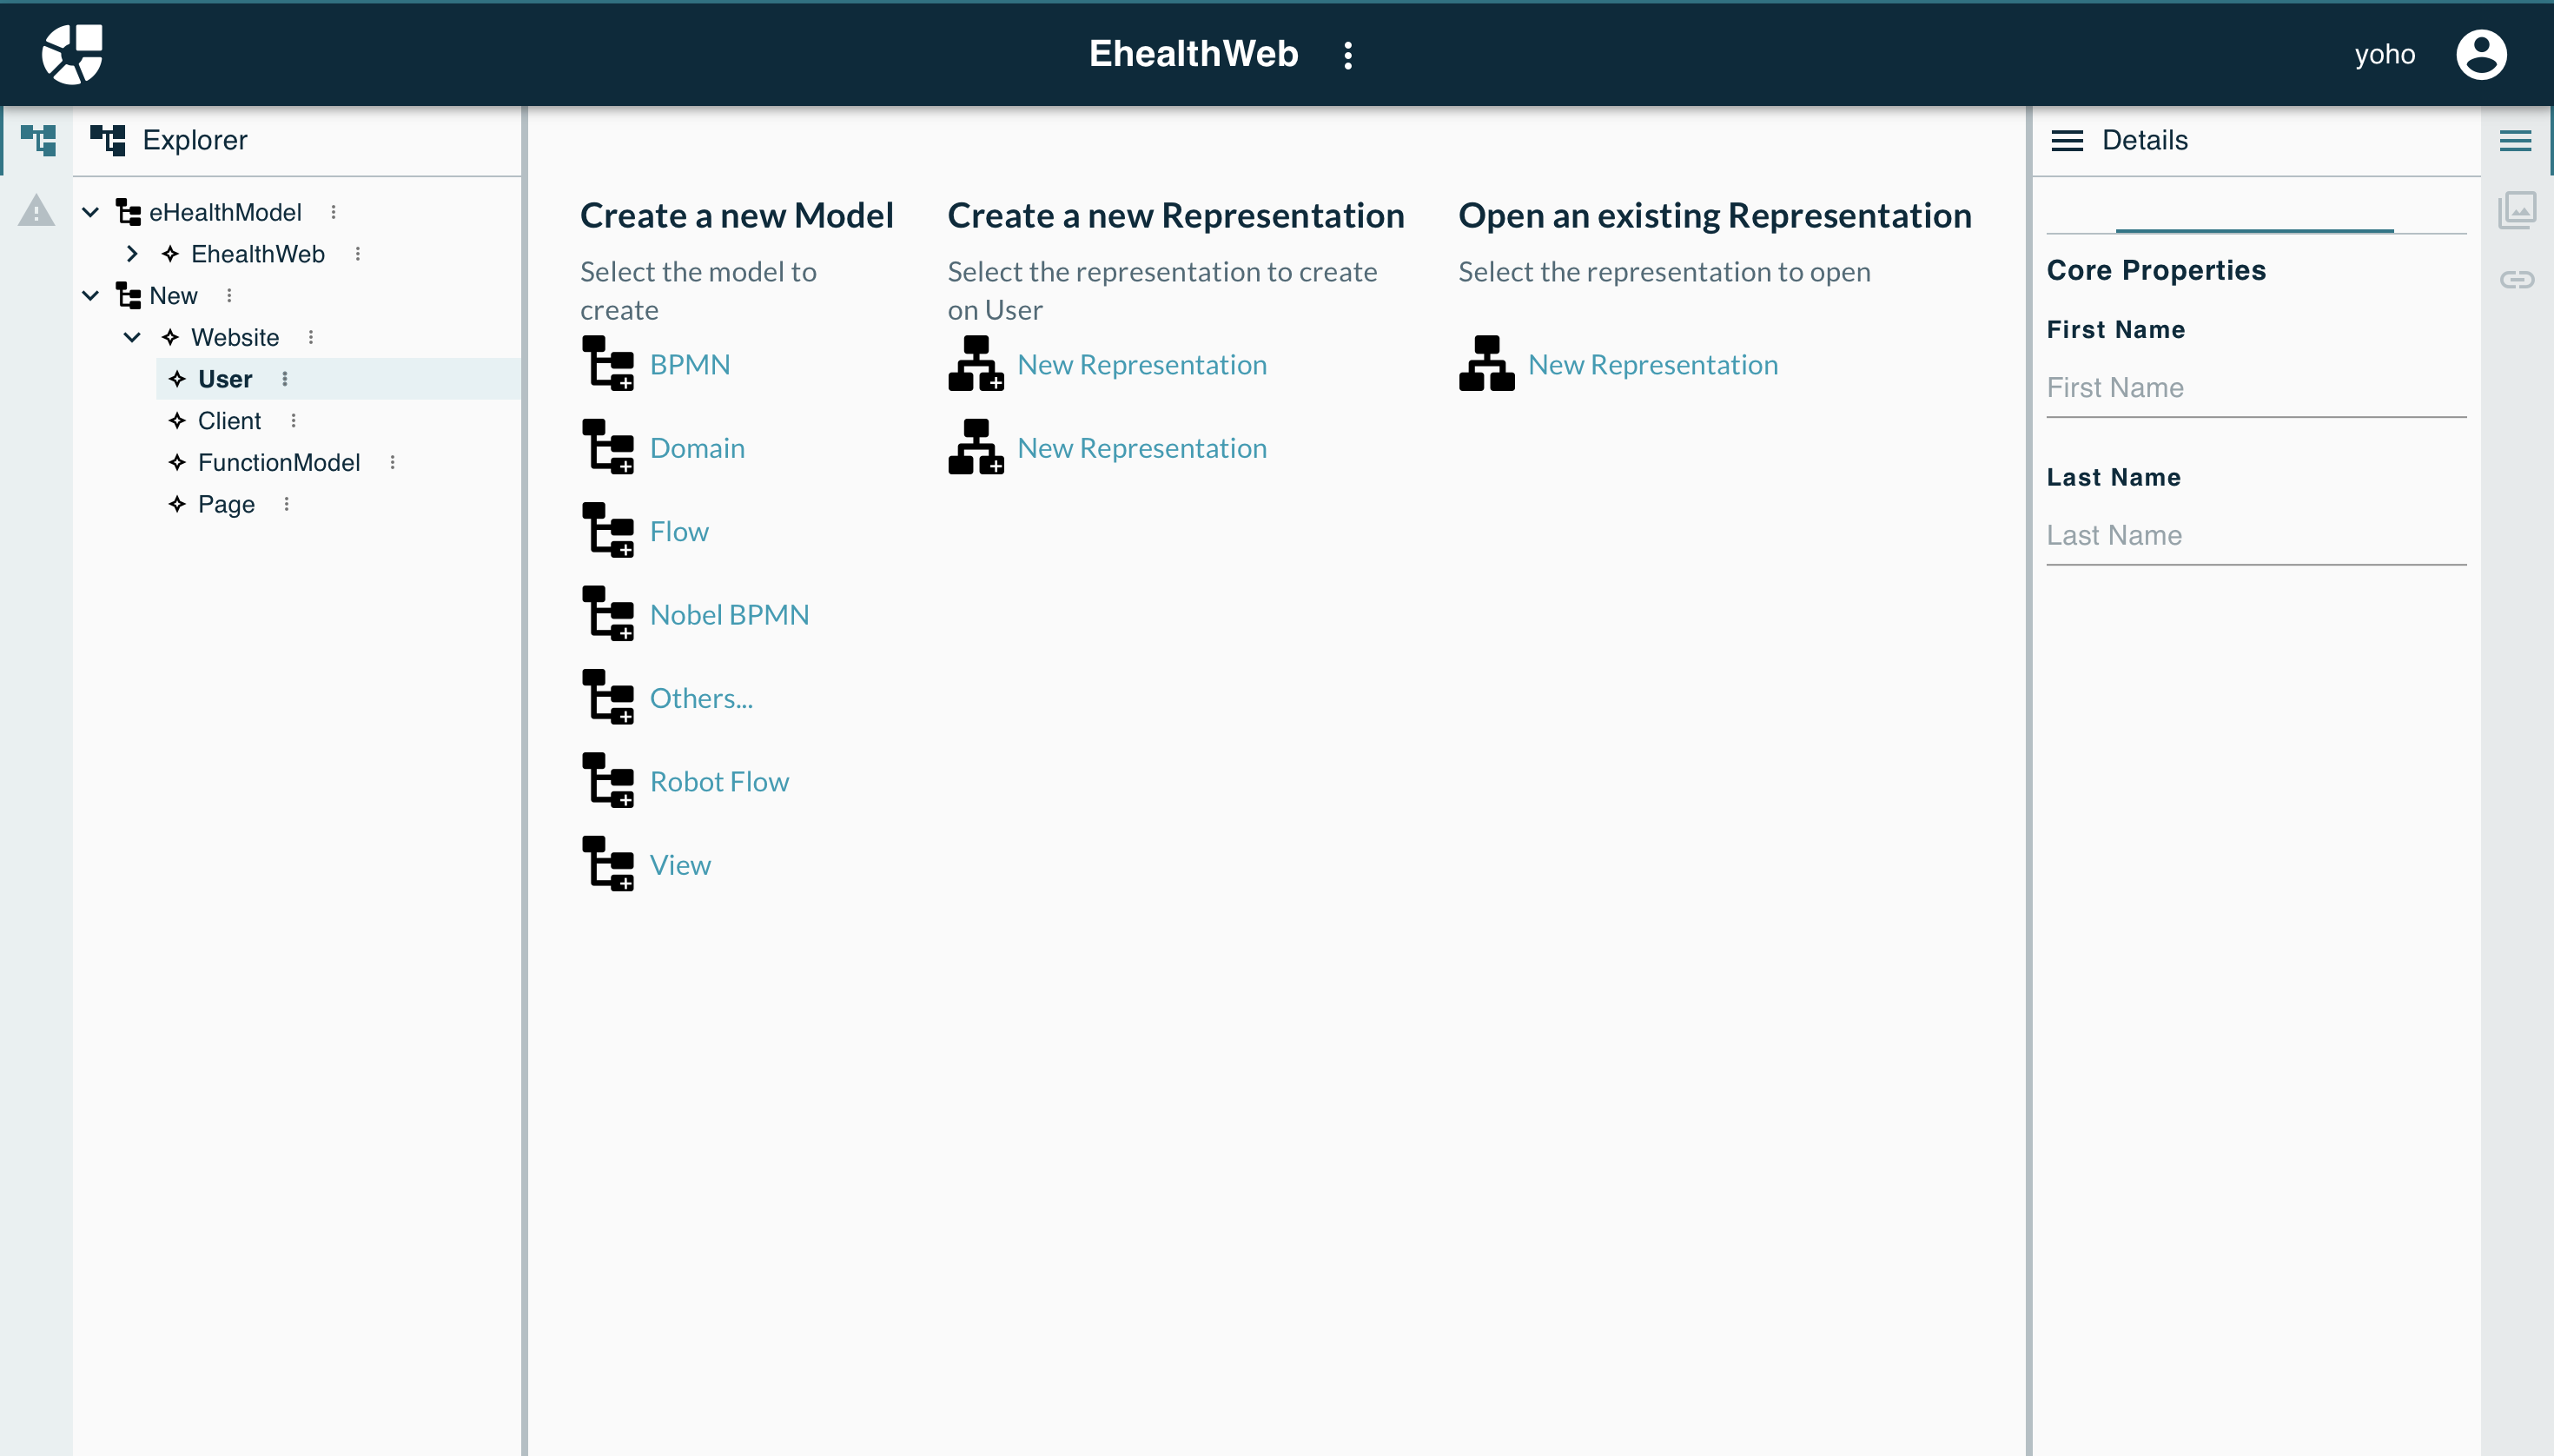 EhealthWeb
yoho
Explorer
eHealthModel
EhealthWeb
New
Website
User
Client
FunctionModel
Page
Create a new Model
Select the model to
create
BPMN
Domain
Flow
Nobel BPMN
Others...
Robot Flow
View
Create a new Representation
Select the representation to create
on User
New Representation
New Representation
Open an existing Representation
Select the representation to open
New Representation
Details
Core Properties
First Name
First Name
Last Name
Last Name